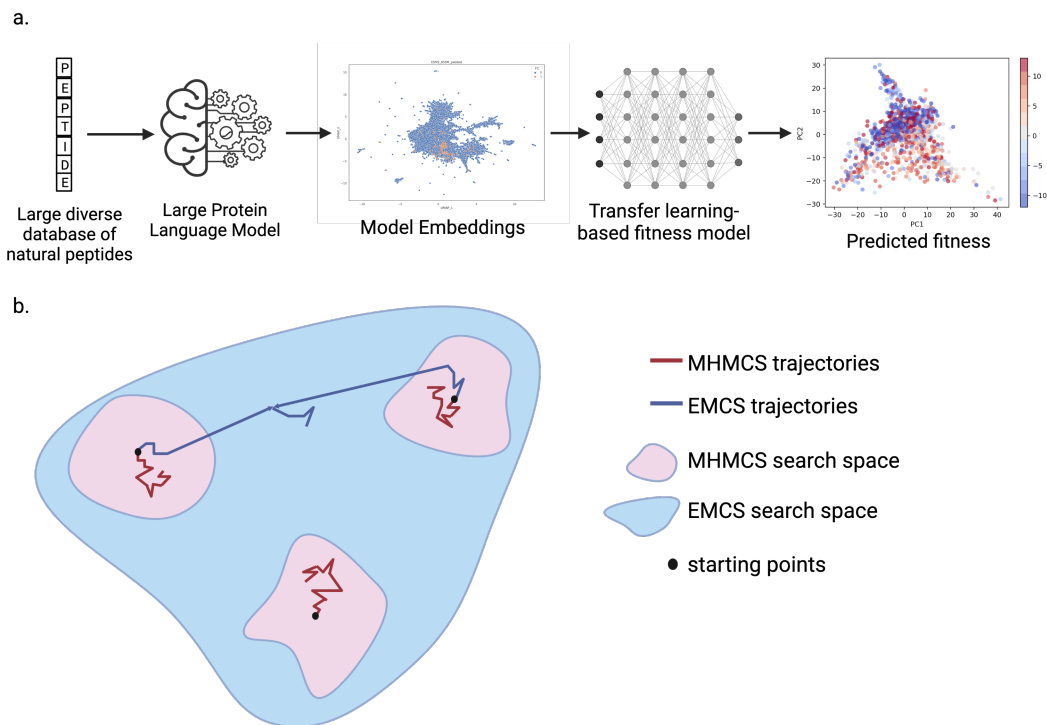 a.
P
E
P
T
I
D
E
Large diverse
database of
natural peptides
Large Protein
Language Model
Model Embeddings
Transfer learning-
based fitness model
30
20
10
0
−10
−20
−30
PC2
−30
−20
−10
0
10
20
30
40
PC1
10
5
0
−5
−10
Predicted fitness
b.
MHMCS trajectories
EMCS trajectories
MHMCS search space
EMCS search space
starting points